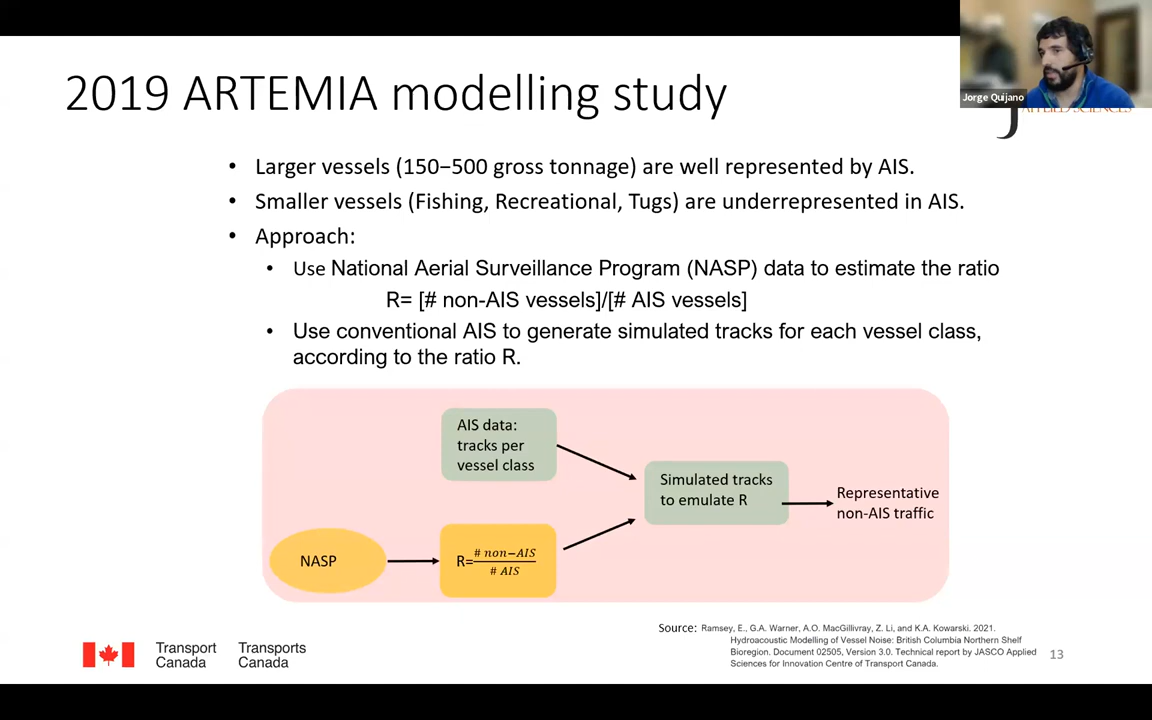 2019 ARTEMIA modelling study
Jorge Quijano
J
APPLIED SCIENCES
• Larger vessels (150–500 gross tonnage) are well represented by AIS.
• Smaller vessels (Fishing, Recreational, Tugs) are underrepresented in AIS.
• Approach:
• Use National Aerial Surveillance Program (NASP) data to estimate the ratio
R= [# non-AIS vessels]/[# AIS vessels]
• Use conventional AIS to generate simulated tracks for each vessel class,
according to the ratio R.
AIS data:
tracks per
vessel class
Simulated tracks
to emulate R
Representative
non-AIS traffic
NASP
R=# non−AIS/# AIS
Source: Ramsey, E., G.A. Warner, A.O. MacGillivray, Z. Li, and K.A. Kowarski. 2021.
Hydroacoustic Modelling of Vessel Noise: British Columbia Northern Shelf
Bioregion. Document 02505, Version 3.0. Technical report by JASCO Applied
Sciences for Innovation Centre of Transport Canada.
Transport Transports
Canada Canada
13